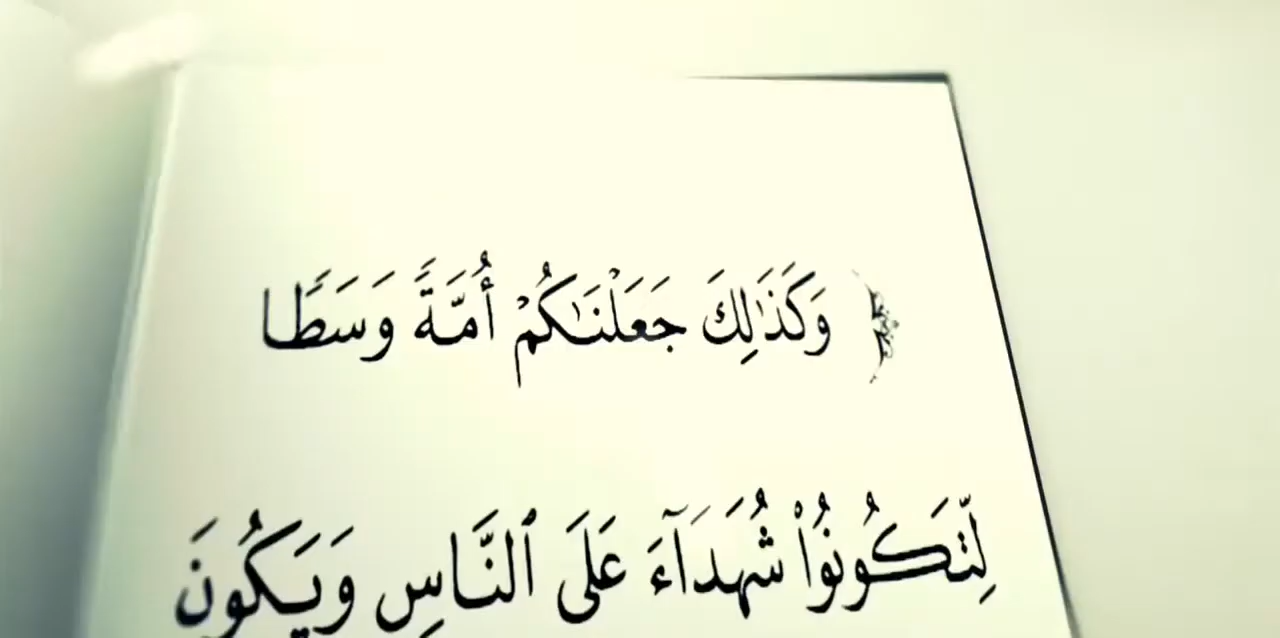 ﴿ وَكَذَٰلِكَ جَعَلْنَٰكُمْ أُمَّةً وَسَطًا
لِّتَكُونُوا۟ شُهَدَآءَ عَلَى ٱلنَّاسِ وَيَكُونَ